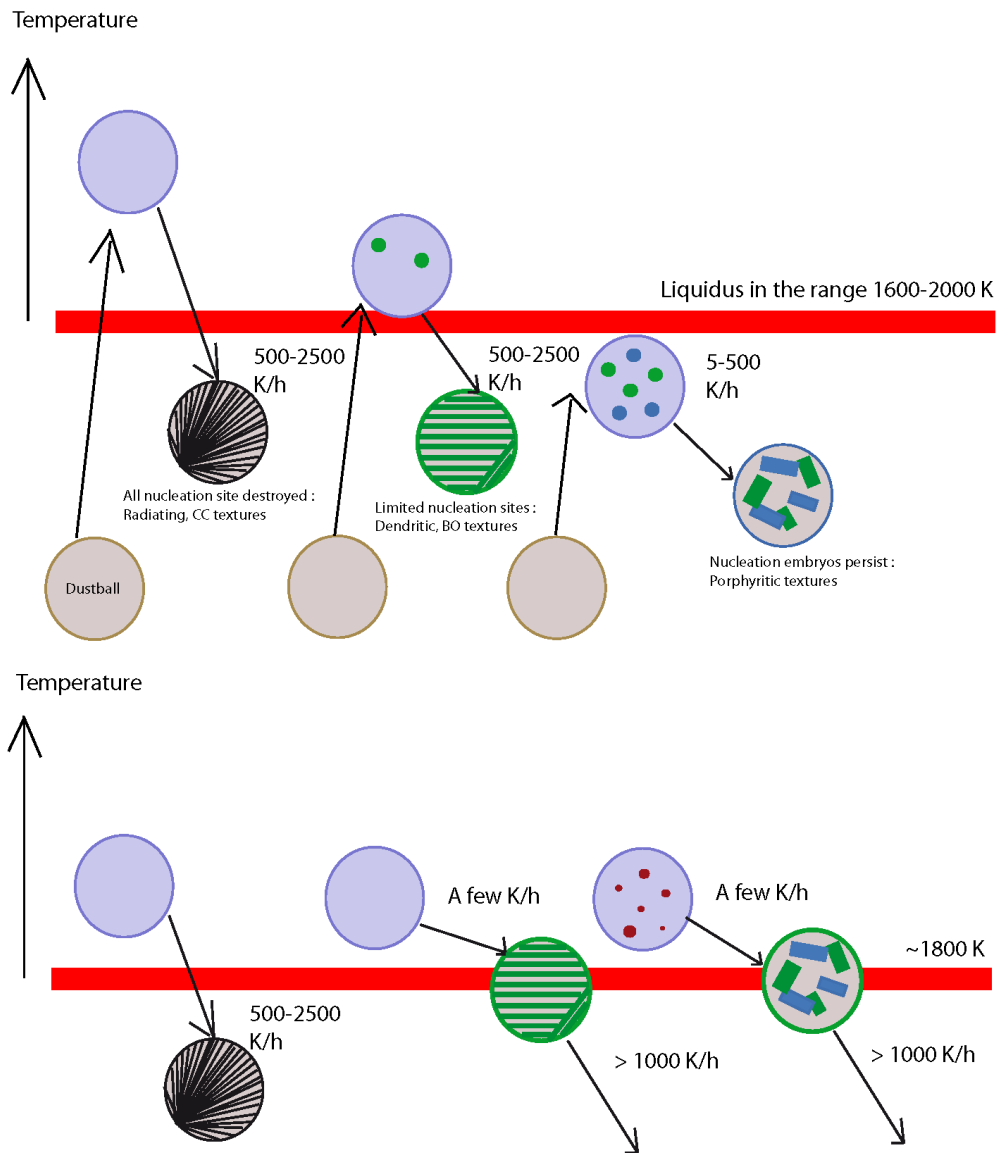 Temperature
Liquidus in the range 1600-2000 K
500-2500
K/h
500-2500
K/h
5-500
K/h
All nucleation site destroyed :
Radiating, CC textures
Limited nucleation sites :
Dendritic, BO textures
Nucleation embryos persist :
Porphyritic textures
Dustball
Temperature
A few K/h
A few K/h
~1800 K
500-2500
K/h
> 1000 K/h
> 1000 K/h